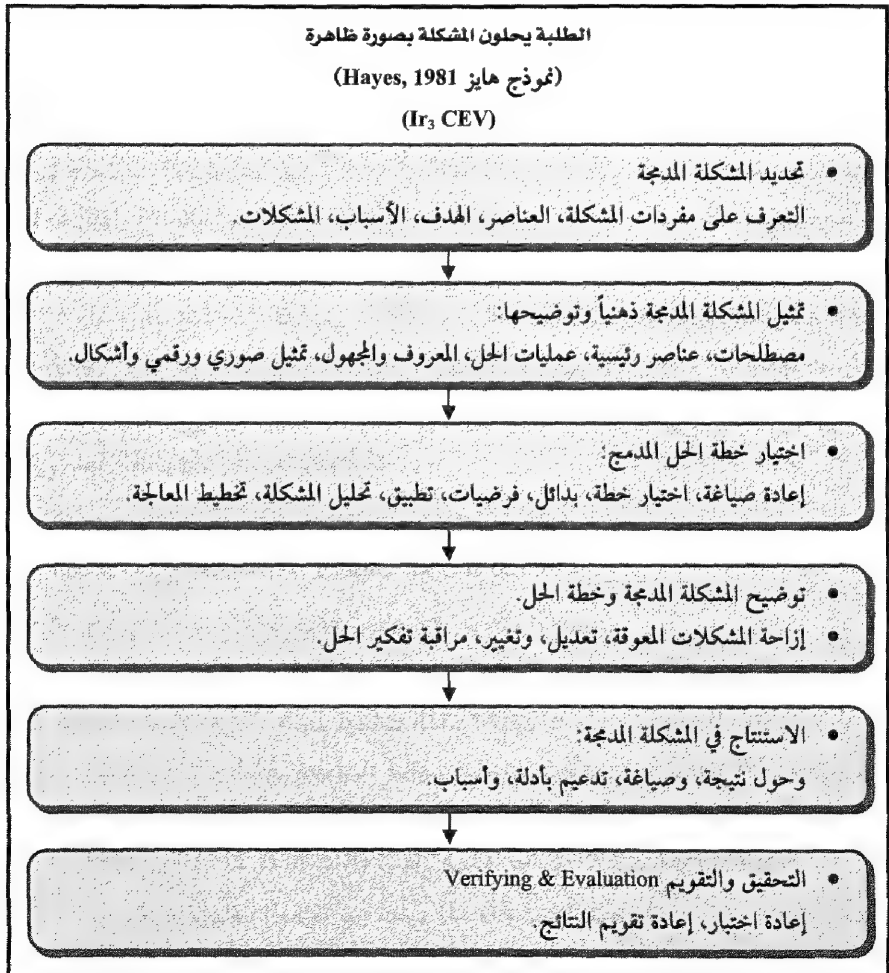 الطلبة يحلون المشكلة بصورة ظاهرة
(نموذج هايز Hayes, 1981)
(Ir₃ CEV)
• تحديد المشكلة المدمجة
التعرف على مفردات المشكلة، العناصر، الهدف، الأسباب، المشكلات.
• تمثيل المشكلة المدمجة ذهنياً وتوضيحها:
مصطلحات، عناصر رئيسية، عمليات الحل، المعروف والمجهول، تمثيل صوري ورقمي وأشكال.
• اختيار خطة الحل المدمج:
إعادة صياغة، اختيار خطة، بدائل، فرضيات، تطبيق، تحليل المشكلة، تخطيط المعالجة.
• توضيح المشكلة المدمجة وخطة الحل.
• إزاحة المشكلات المعوقة، تعديل، وتغيير، مراقبة تفكير الحل.
• الاستنتاج في المشكلة المدمجة:
وحول نتيجة، وصياغة، تدعيم بأدلة، وأسباب.
• التحقيق والتقويم Verifying & Evaluation
إعادة اختبار، إعادة تقويم النتائج.